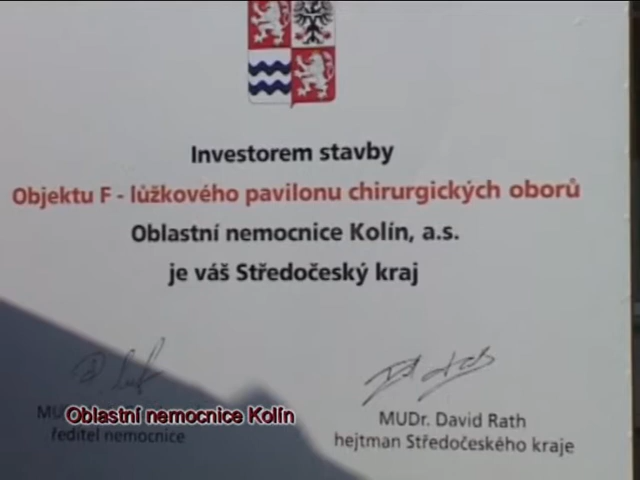 Investorem stavby
Objektu F - lůžkového pavilonu chirurgických oborů
Oblastní nemocnice Kolín, a.s.
je váš Středočeský kraj
MU
Oblastní nemocnice Kolín
ředitel nemocnice
MUDr. David Rath
hejtman Středočeského kraje